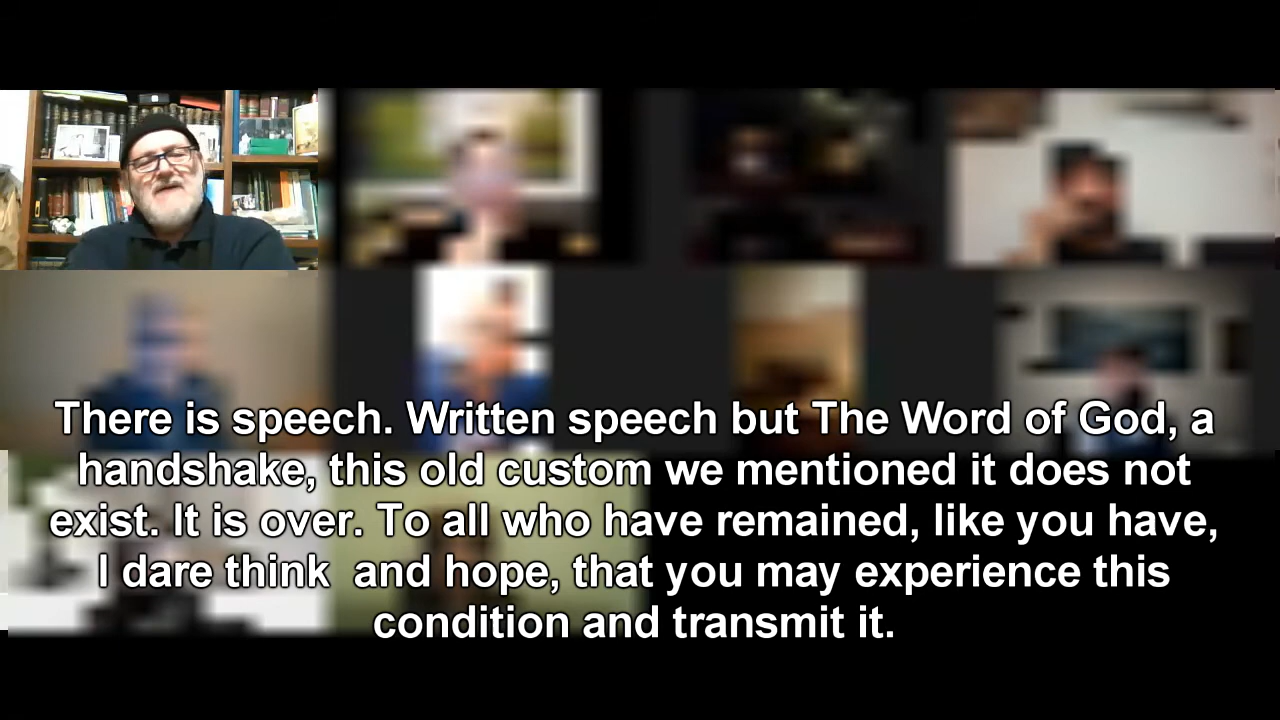 There is speech. Written speech but The Word of God, a
handshake, this old custom we mentioned it does not
exist. It is over. To all who have remained, like you have,
I dare think  and hope, that you may experience this
condition and transmit it.